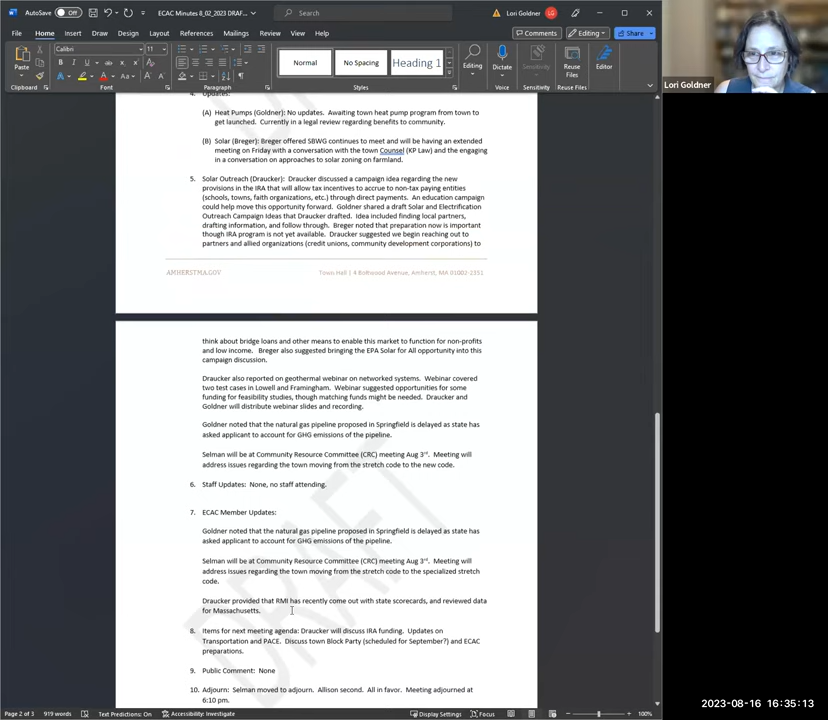 AutoSave Off ECAC Minutes 8_02_2023 DRAF... Search Lori Goldner LG
File Home Insert Draw Design Layout References Mailings Review View Help Comments Editing Share
Paste
Calibri 11
Normal No Spacing Heading 1
Editing Dictate Sensitivity Reuse Files Editor
Clipboard Font Paragraph Styles Voice Sensitivity Reuse Files
Lori Goldner
4. Updates:
(A) Heat Pumps (Goldner): No updates. Awaiting town heat pump program from town to
get launched. Currently in a legal review regarding benefits to community.
(B) Solar (Breger): Breger offered SBWG continues to meet and will be having an extended
meeting on Friday with a conversation with the town Counsel (KP Law) and the engaging
in a conversation on approaches to solar zoning on farmland.
5. Solar Outreach (Draucker): Draucker discussed a campaign idea regarding the new
provisions in the IRA that will allow tax incentives to accrue to non-tax paying entities
(schools, towns, faith organizations, etc.) through direct payments. An education campaign
could help move this opportunity forward. Goldner shared a draft Solar and Electrification
Outreach Campaign Ideas that Draucker drafted. Idea included finding local partners,
drafting information, and follow through. Breger noted that preparation now is important
though IRA program is not yet available. Draucker suggested we begin reaching out to
partners and allied organizations (credit unions, community development corporations) to
AMHERSTMA.GOV Town Hall | 4 Boltwood Avenue, Amherst, MA 01002-2351
think about bridge loans and other means to enable this market to function for non-profits
and low income. Breger also suggested bringing the EPA Solar for All opportunity into this
campaign discussion.
Draucker also reported on geothermal webinar on networked systems. Webinar covered
two test cases in Lowell and Framingham. Webinar suggested opportunities for some
funding for feasibility studies, though matching funds might be needed. Draucker and
Goldner will distribute webinar slides and recording.
Goldner noted that the natural gas pipeline proposed in Springfield is delayed as state has
asked applicant to account for GHG emissions of the pipeline.
Selman will be at Community Resource Committee (CRC) meeting Aug 3rd. Meeting will
address issues regarding the town moving from the stretch code to the new code.
6. Staff Updates: None, no staff attending.
7. ECAC Member Updates:
Goldner noted that the natural gas pipeline proposed in Springfield is delayed as state has
asked applicant to account for GHG emissions of the pipeline.
Selman will be at Community Resource Committee (CRC) meeting Aug 3rd. Meeting will
address issues regarding the town moving from the stretch code to the specialized stretch
code.
Draucker provided that RMI has recently come out with state scorecards, and reviewed data
for Massachusetts.
8. Items for next meeting agenda: Draucker will discuss IRA funding. Updates on
Transportation and PACE. Discuss town Block Party (scheduled for September?) and ECAC
preparations.
9. Public Comment: None
10. Adjourn: Selman moved to adjourn. Allison second. All in favor. Meeting adjourned at
6:10 pm.
DRAFT
2023-08-16 16:35:13
Page 2 of 3 919 words Text Predictions: On Accessibility: Investigate Display Settings Focus 100%